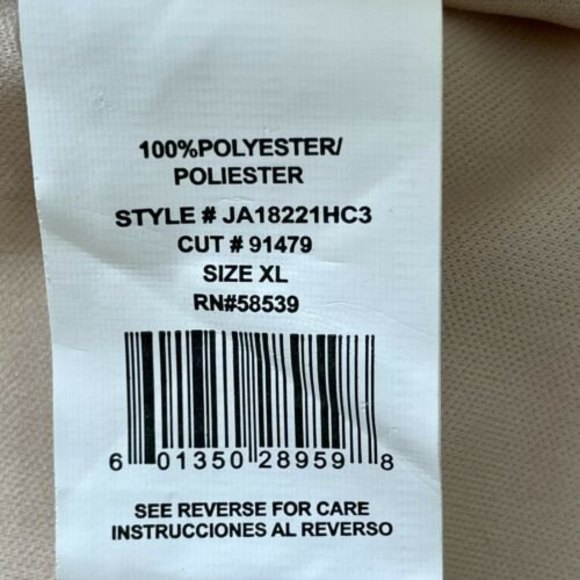 100%POLYESTER/
POLIESTER
STYLE # JA18221HC3
CUT # 91479
SIZE XL
RN#58539
6 01350 28959 8
SEE REVERSE FOR CARE
INSTRUCCIONES AL REVERSO